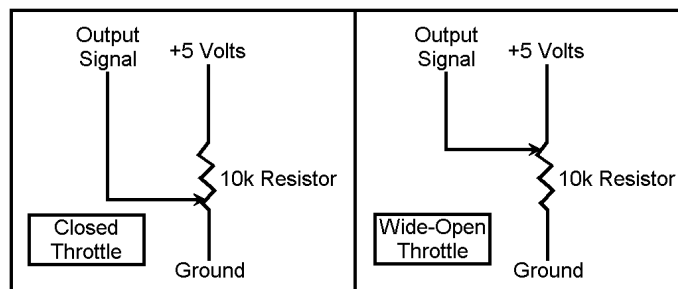 Output
Signal
+5 Volts
10k Resistor
Closed
Throttle
Ground
Output
Signal
+5 Volts
10k Resistor
Wide-Open
Throttle
Ground